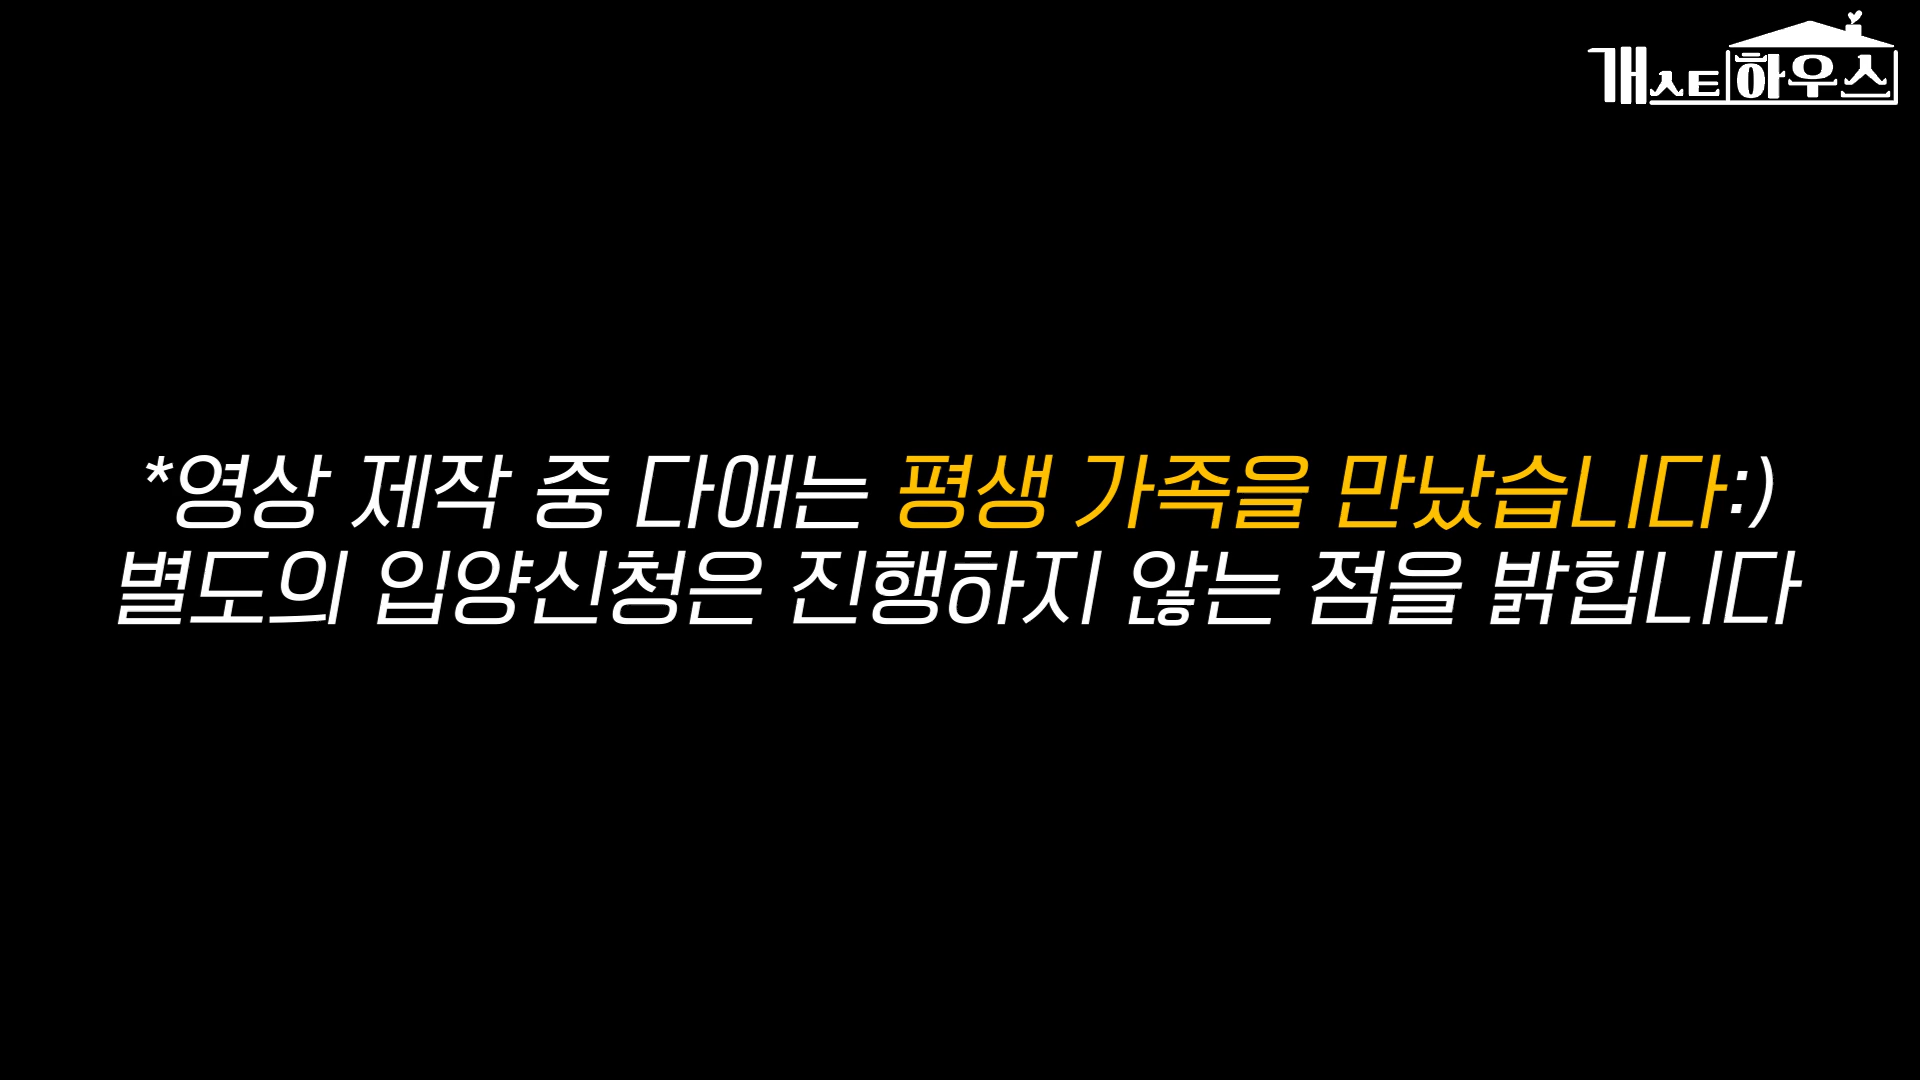 개스트하우스
*영상 제작 중 다애는 평생 가족을 만났습니다:)
별도의 입양신청은 진행하지 않는 점을 밝힙니다